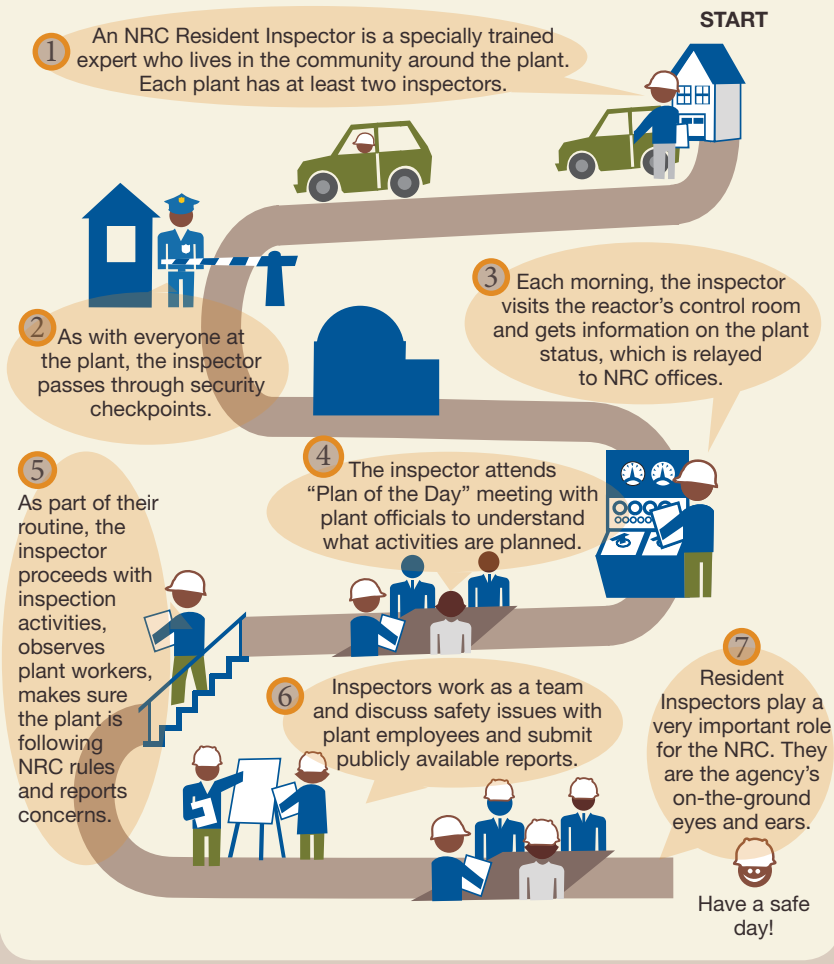 START
1
An NRC Resident Inspector is a specially trained
expert who lives in the community around the plant.
Each plant has at least two inspectors.
2
As with everyone at
the plant, the inspector
passes through security
checkpoints.
3
Each morning, the inspector
visits the reactor's control room
and gets information on the plant
status, which is relayed
to NRC offices.
4
The inspector attends
“Plan of the Day” meeting with
plant officials to understand
what activities are planned.
5
As part of their
routine, the
inspector
proceeds with
inspection
activities,
observes
plant workers,
makes sure
the plant is
following
NRC rules
and reports
concerns.
6
Inspectors work as a team
and discuss safety issues with
plant employees and submit
publicly available reports.
7
Resident
Inspectors play a
very important role
for the NRC. They
are the agency's
on-the-ground
eyes and ears.
Have a safe
day!